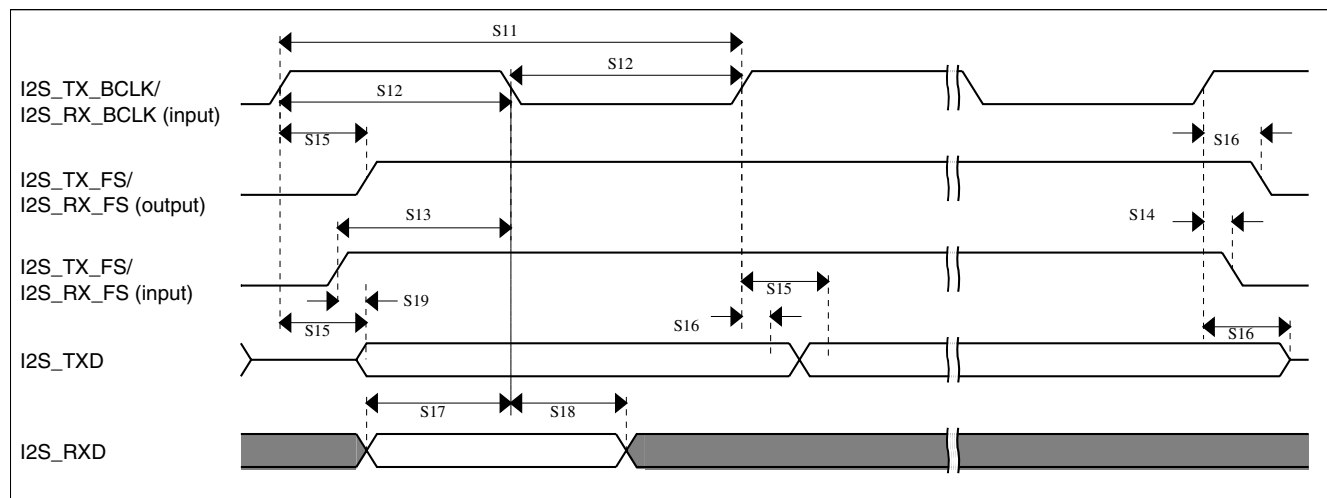 S11
I2S_TX_BCLK/
I2S_RX_BCLK (input)
S12
S12
S15
S16
I2S_TX_FS/
I2S_RX_FS (output)
S13
S14
I2S_TX_FS/
I2S_RX_FS (input)
S19
S15
S15
S16
S16
I2S_TXD
S17
S18
I2S_RXD